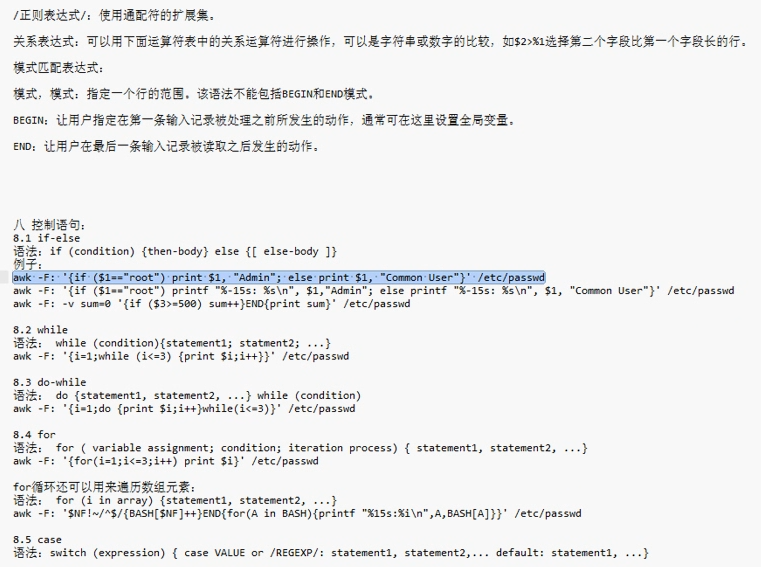 /正则表达式/: 使用通配符的扩展集。
关系表达式: 可以用下面运算符表中的关系运算符进行操作, 可以是字符串或数字的比较, 如$2>%1选择第二个字段比第一个字段长的行。
模式匹配表达式:
模式, 模式: 指定一个行的范围。该语法不能包括BEGIN和END模式。
BEGIN: 让用户指定在第一条输入记录被处理之前所发生的动作, 通常可在这里设置全局变量。
END: 让用户在最后一条输入记录被读取之后发生的动作。
八 控制语句:
8.1 if-else
语法: if (condition) {then-body} else {[ else-body ]}
例子:
awk -F: '{if ($1=="root") print $1, "Admin"; else print $1, "Common User"}' /etc/passwd
awk -F: '{if ($1=="root") printf "%-15s: %s\n", $1,"Admin"; else printf "%-15s: %s\n", $1, "Common User"}' /etc/passwd
awk -F: -v sum=0 '{if ($3>=500) sum++}END{print sum}' /etc/passwd
8.2 while
语法:  while (condition){statement1; statment2; ...}
awk -F: '{i=1;while (i<=3) {print $i;i++}}' /etc/passwd
8.3 do-while
语法:  do {statement1, statement2, ...} while (condition)
awk -F: '{i=1;do {print $i;i++}while(i<=3)}' /etc/passwd
8.4 for
语法:  for ( variable assignment; condition; iteration process) { statement1, statement2, ...}
awk -F: '{for(i=1;i<=3;i++) print $i}' /etc/passwd
for循环还可以用来遍历数组元素:
语法:  for (i in array) {statement1, statement2, ...}
awk -F: '$NF!~/^$/{BASH[$NF]++}END{for(A in BASH){printf "%15s:%i\n",A,BASH[A]}}' /etc/passwd
8.5 case
语法: switch (expression) { case VALUE or /REGEXP/: statement1, statement2,... default: statement1, ...}